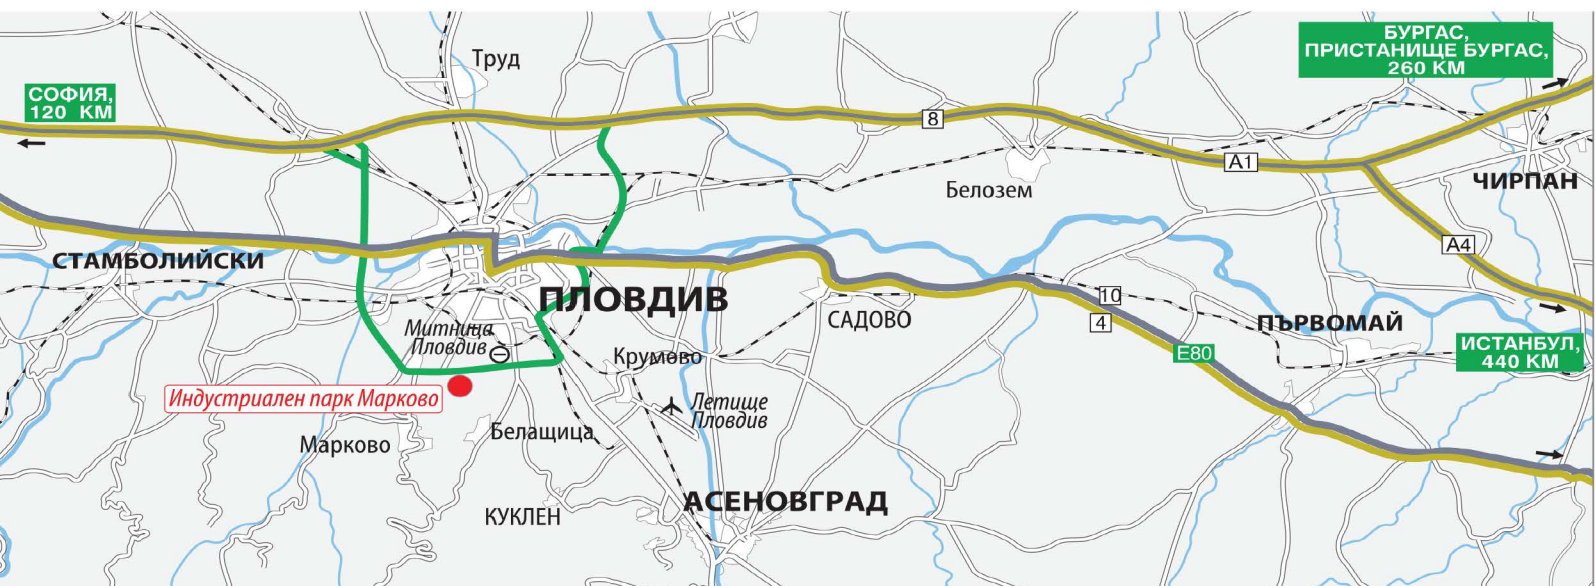 БУРГАС,
ПРИСТАНИЩЕ БУРГАС,
260 КМ
Труд
СОФИЯ,
120 КМ
8
A1
ЧИРПАН
Белозем
A4
СТАМБОЛИЙСКИ
ПЛОВДИВ
10
САДОВО
4
ПЪРВОМАЙ
Митница
Пловдив
ИСТАНБУЛ,
440 КМ
E80
Крумово
Индустриален парк Марково
Летище
Пловдив
Белащица
Марково
АСЕНОВГРАД
КУКЛЕН